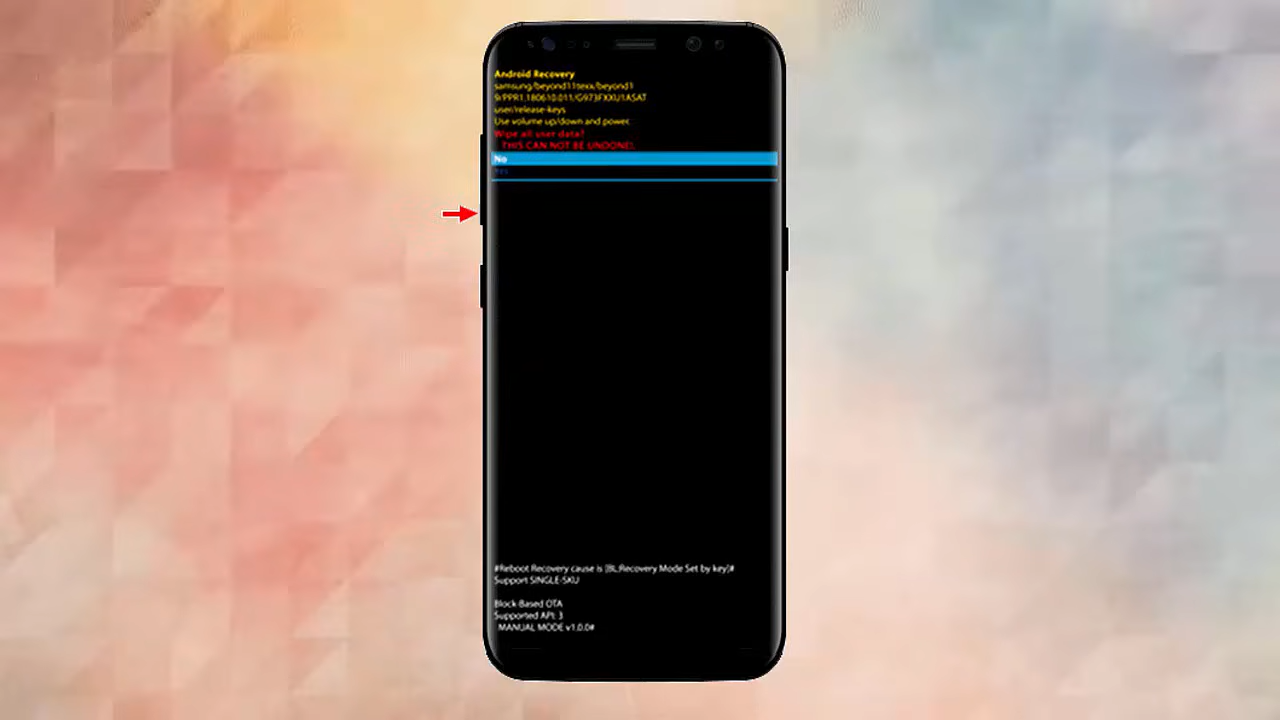 Android Recovery
samsung/beyond11texx/beyond1
9/PPR1.180610.011/G973FXXU1ASAT
user/release-keys
Use volume up/down and power.
Wipe all user data?
THIS CAN NOT BE UNDONE!.
No
Yes
#Reboot Recovery cause is [BL:Recovery Mode Set by key]#
Support SINGLE-SKU
Block-Based OTA
Supported API: 3
MANUAL MODE v1.0.0#